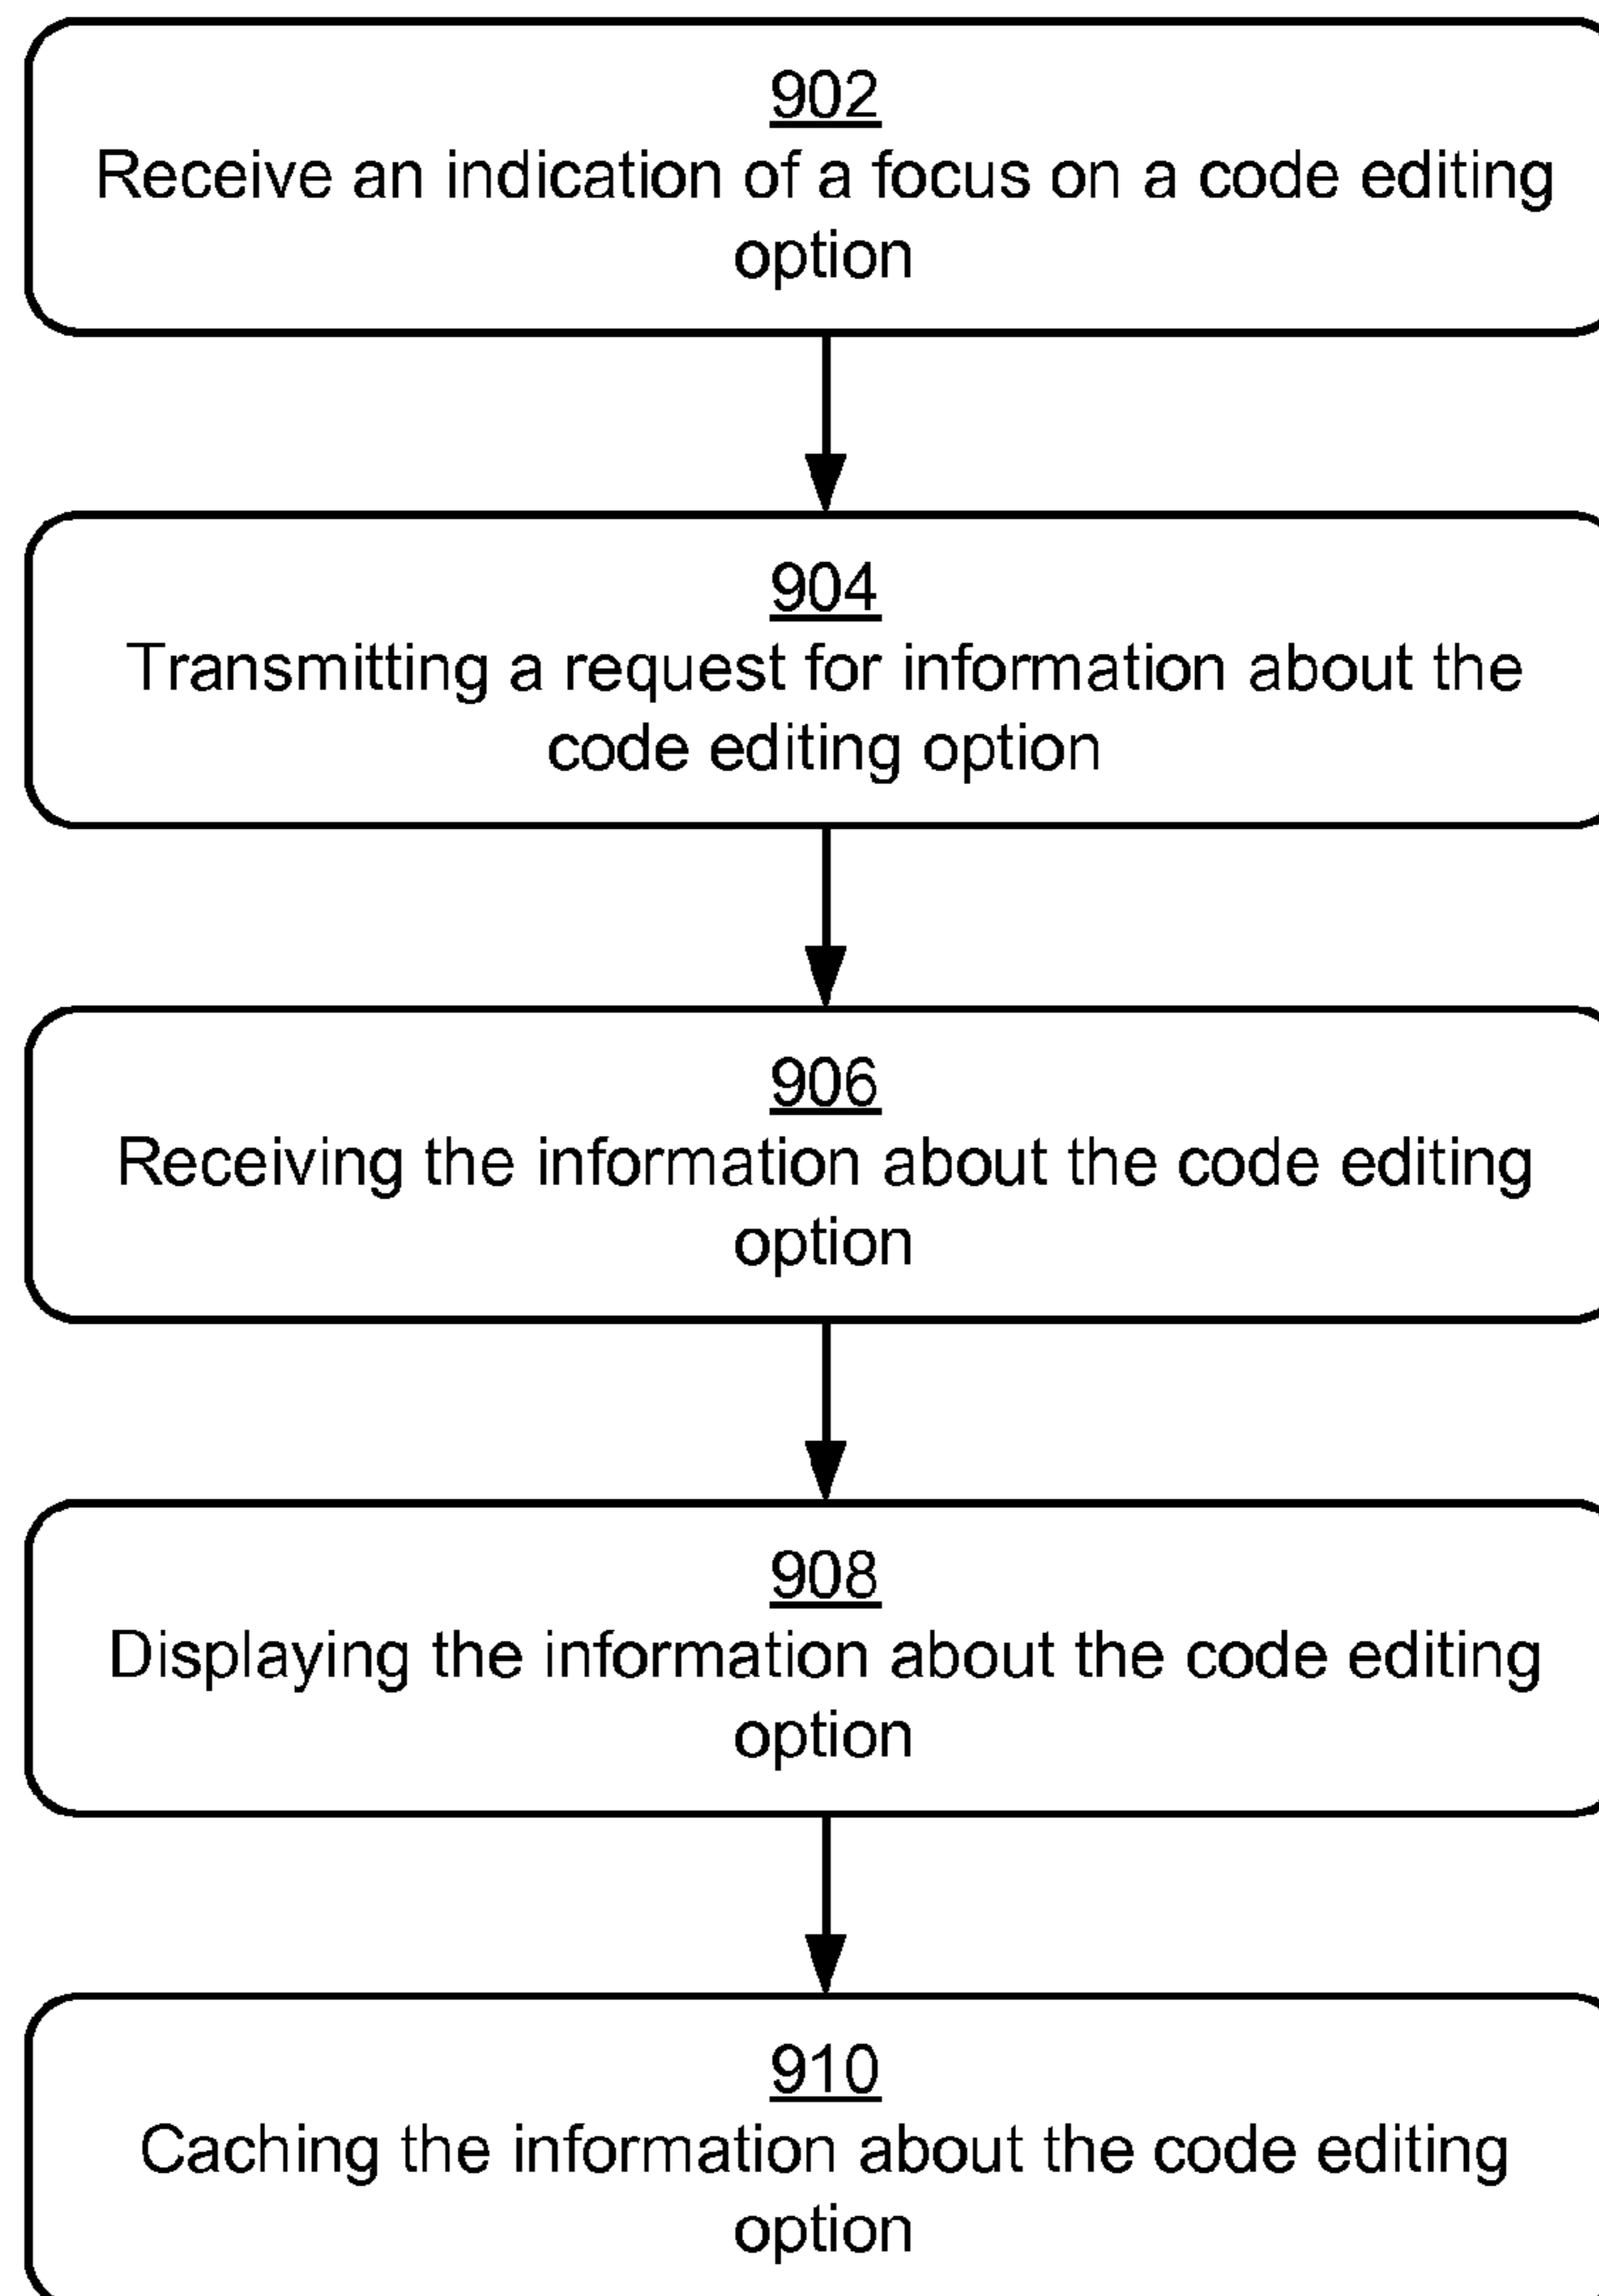 902
Receive an indication of a focus on a code editing
option
904
Transmitting a request for information about the
code editing option
906
Receiving the information about the code editing
option
908
Displaying the information about the code editing
option
910
Caching the information about the code editing
option